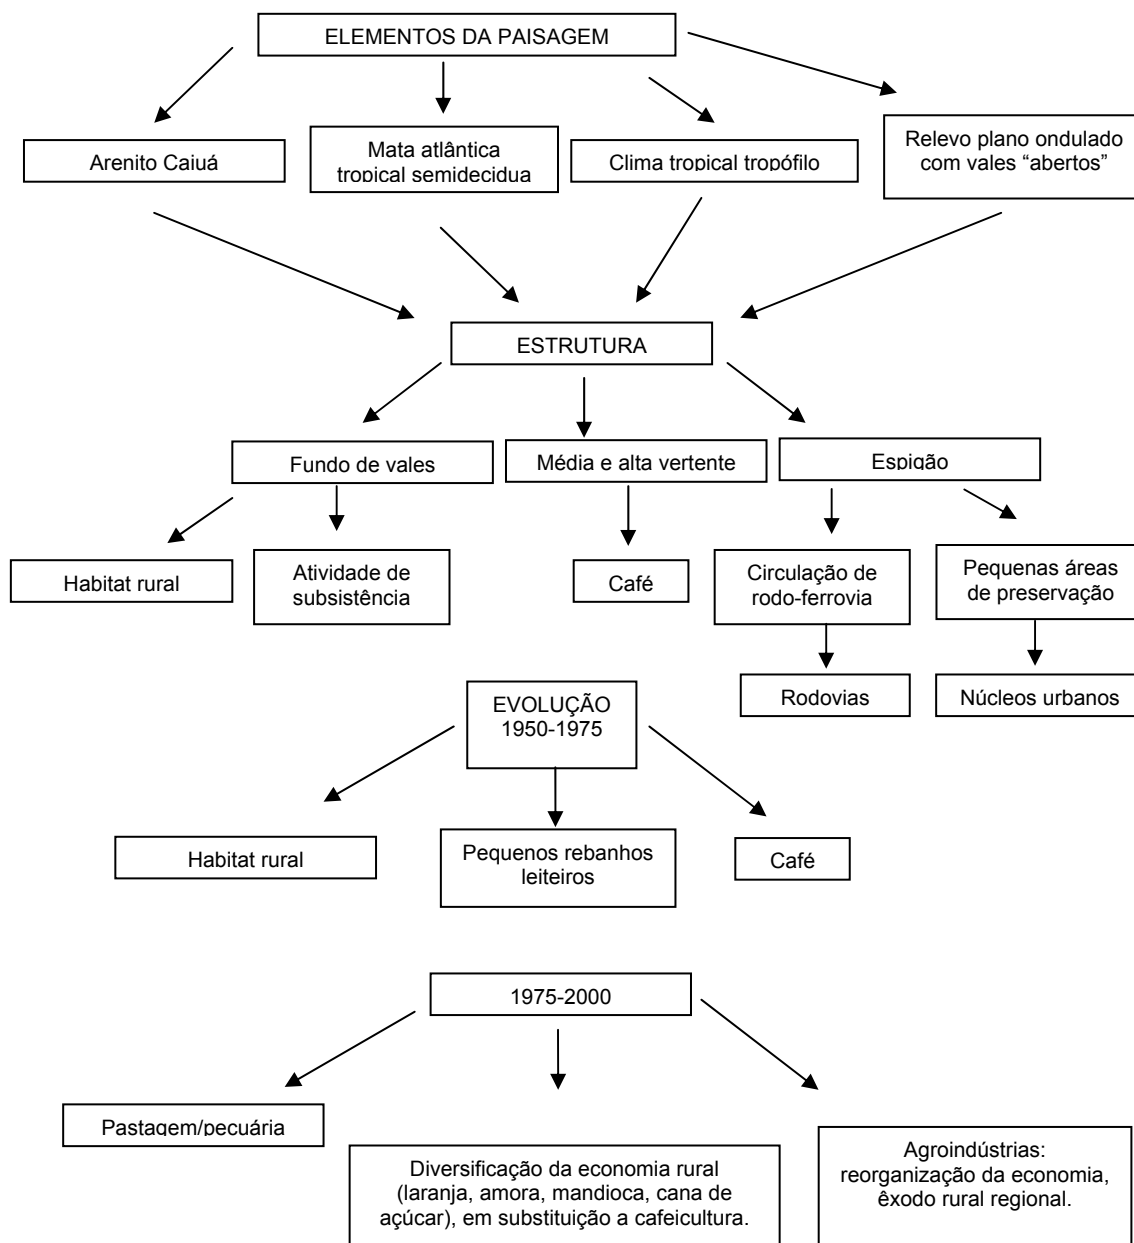 ELEMENTOS DA PAISAGEM
Arenito Caiuá
Mata atlântica
tropical semidecidua
Clima tropical tropófilo
Relevo plano ondulado
com vales “abertos”
ESTRUTURA
Fundo de vales
Média e alta vertente
Espigão
Habitat rural
Atividade de
subsistência
Café
Circulação de
rodo-ferrovia
Pequenas áreas
de preservação
Rodovias
Núcleos urbanos
EVOLUÇÃO
1950-1975
Habitat rural
Pequenos rebanhos
leiteiros
Café
1975-2000
Pastagem/pecuária
Diversificação da economia rural
(laranja, amora, mandioca, cana de
açúcar), em substituição a cafeicultura.
Agroindústrias:
reorganização da economia,
êxodo rural regional.